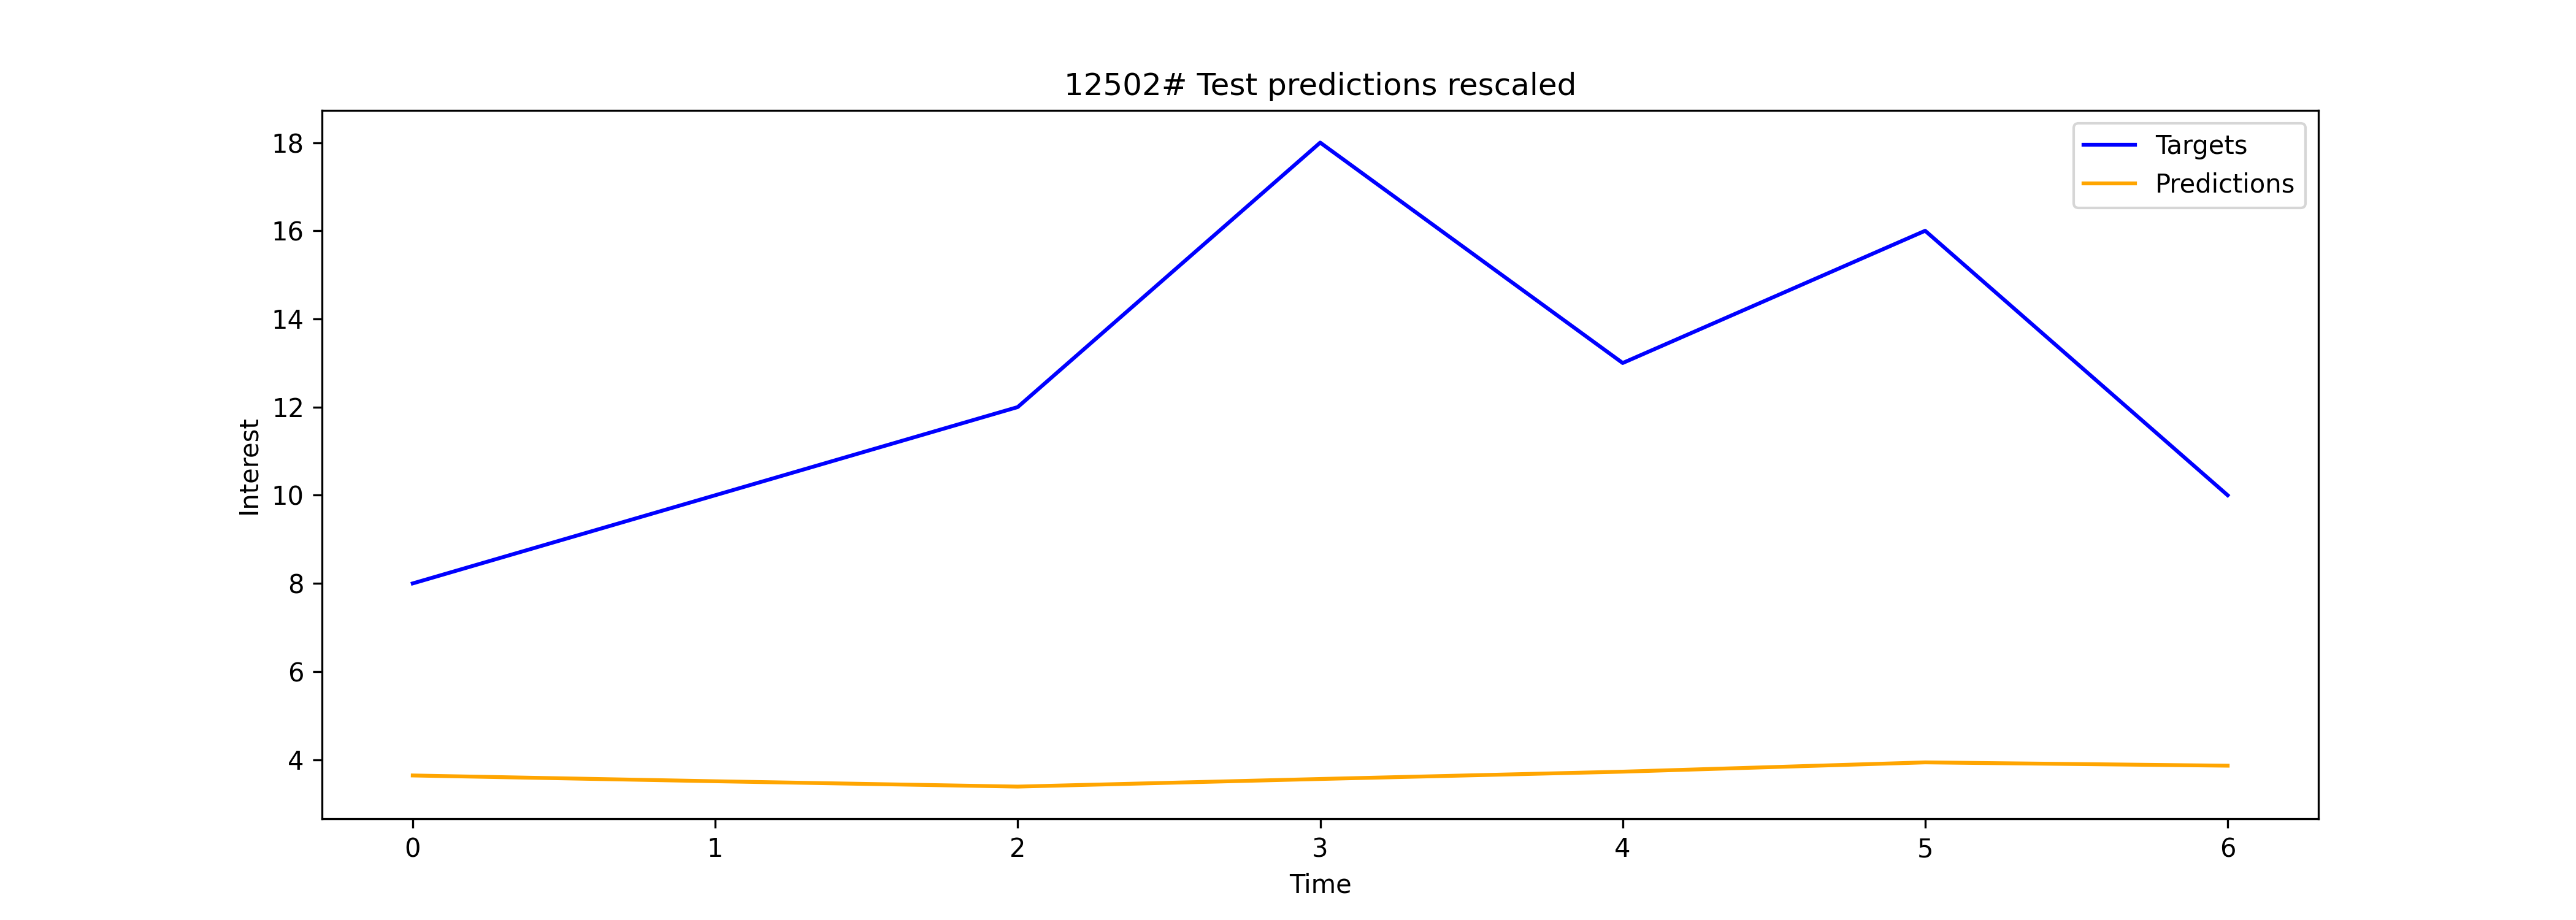 12502# Test predictions rescaled
Targets
Predictions
18
16
14
12
10
8
6
4
Interest
0 1 2 3 4 5 6
Time